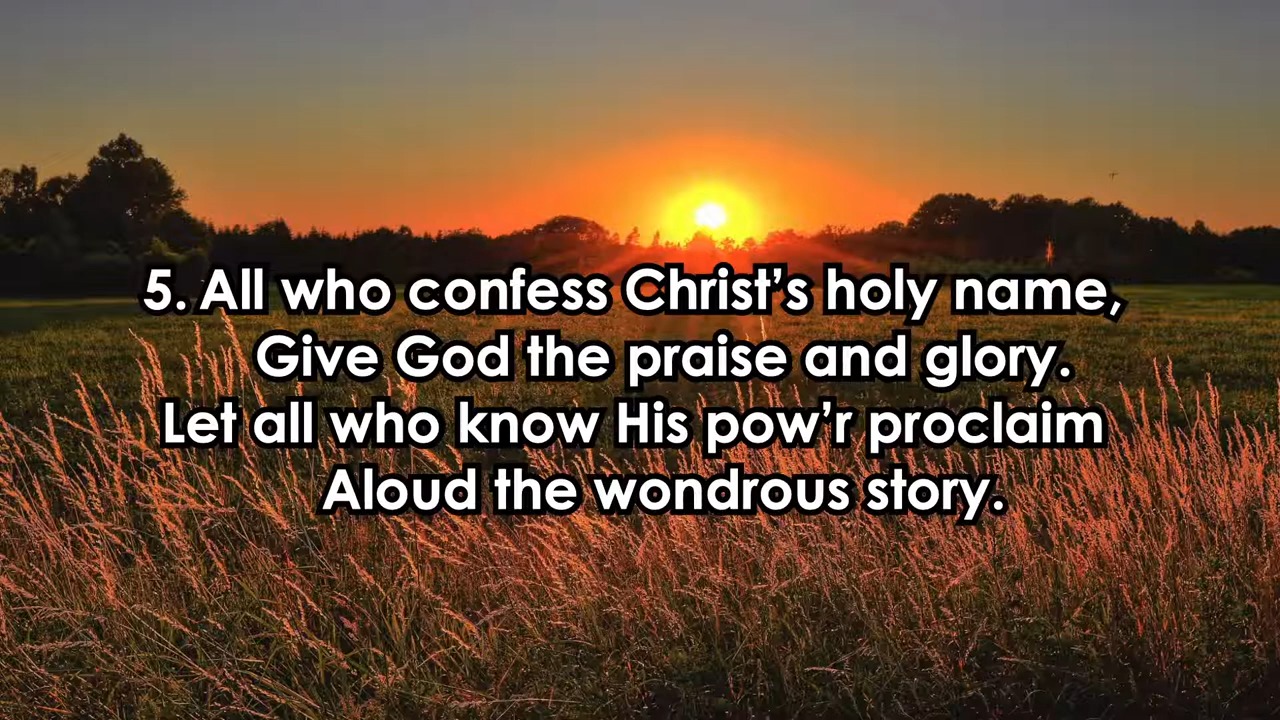 5. All who confess Christ’s holy name,
Give God the praise and glory.
Let all who know His pow’r proclaim
Aloud the wondrous story.